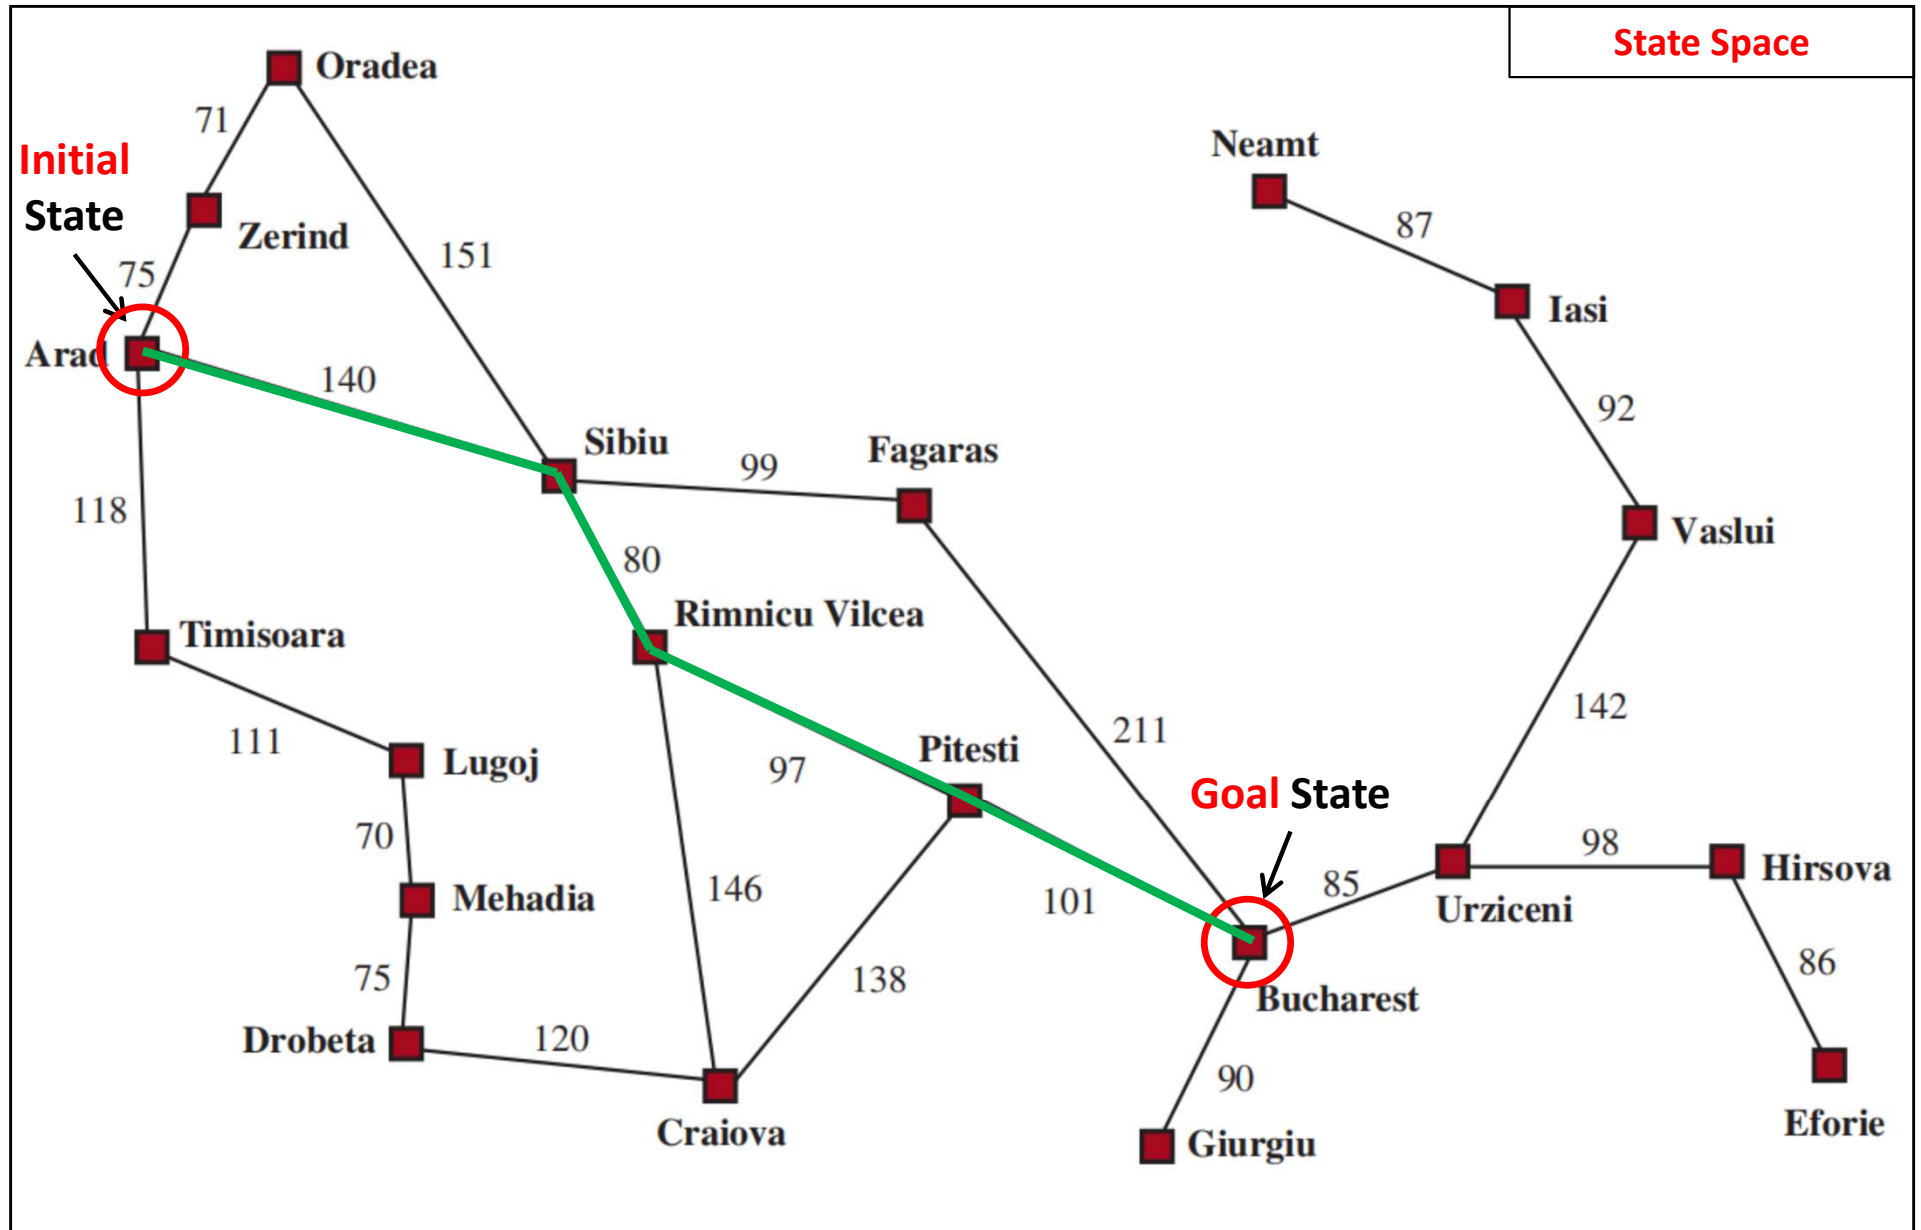 State Space
Oradea
71
Initial
State
Neamt
87
Zerind
151
75
Iasi
Arad
140
92
Sibiu
Fagaras
99
118
Vaslui
80
Rimnicu Vilcea
Timisoara
142
211
111
Pitesti
97
Lugoj
Goal State
70
98
Hirsova
85
146
Mehadia
101
Urziceni
75
138
86
Bucharest
Drobeta
120
90
Craiova
Giurgiu
Eforie